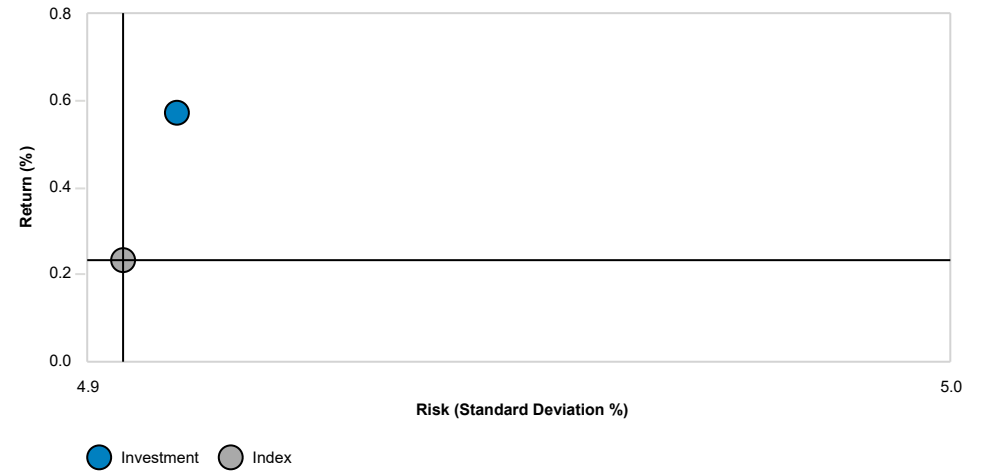 0.8
0.6
0.4
0.2
0.0
Return (%)
4.9
5.0
Risk (Standard Deviation %)
Investment
Index